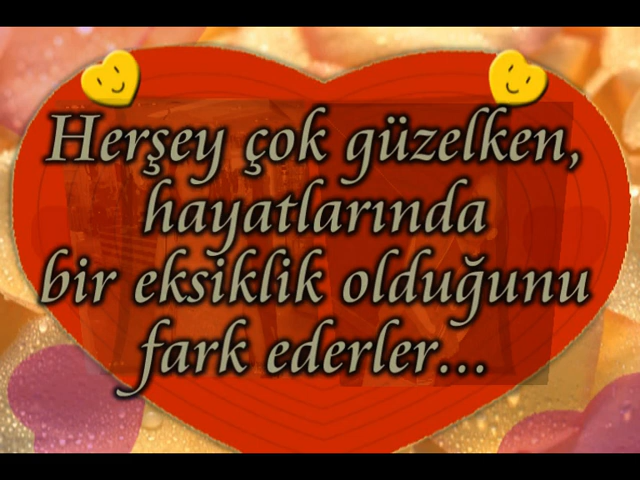 Herşey çok güzelken,
hayatlarında
bir eksiklik olduğunu
fark ederler...